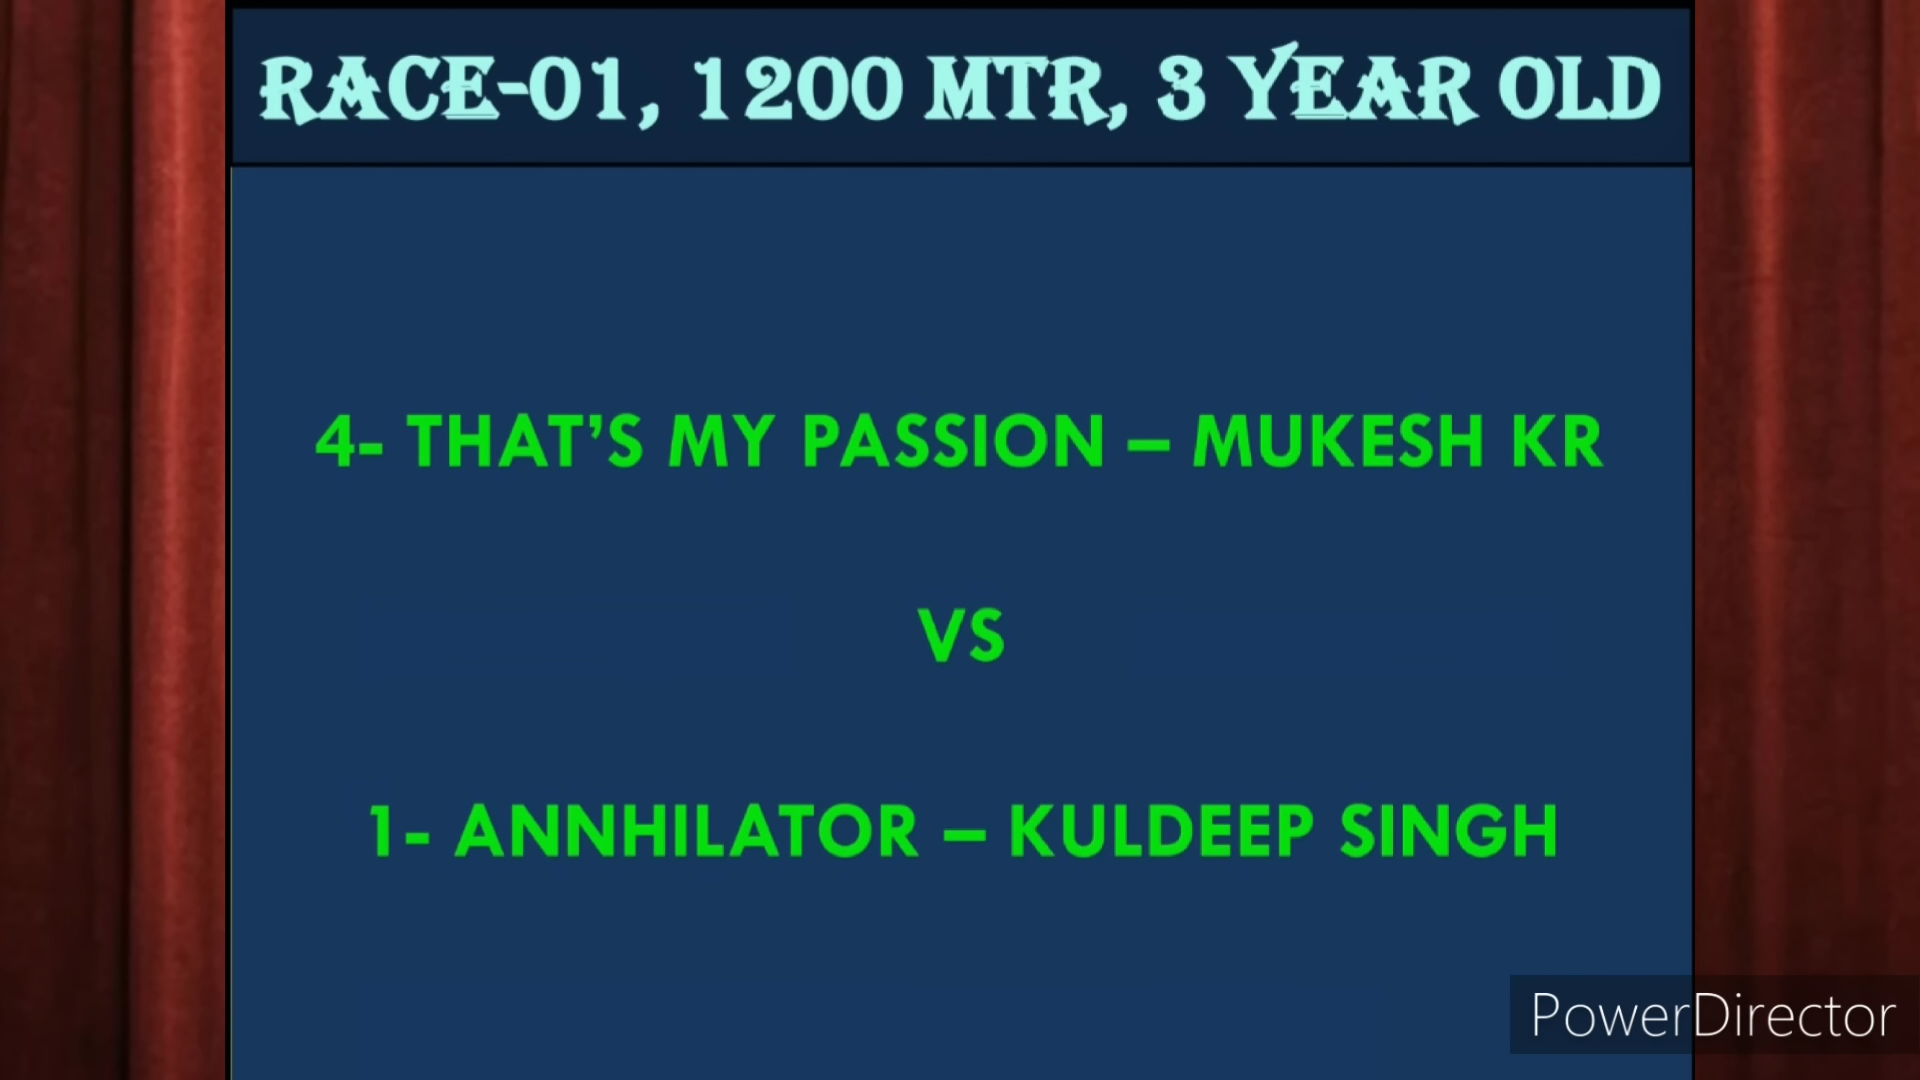 RACE-01, 1200 MTR, 3 YEAR OLD
4- THAT’S MY PASSION – MUKESH KR
VS
1- ANNHILATOR – KULDEEP SINGH
PowerDirector